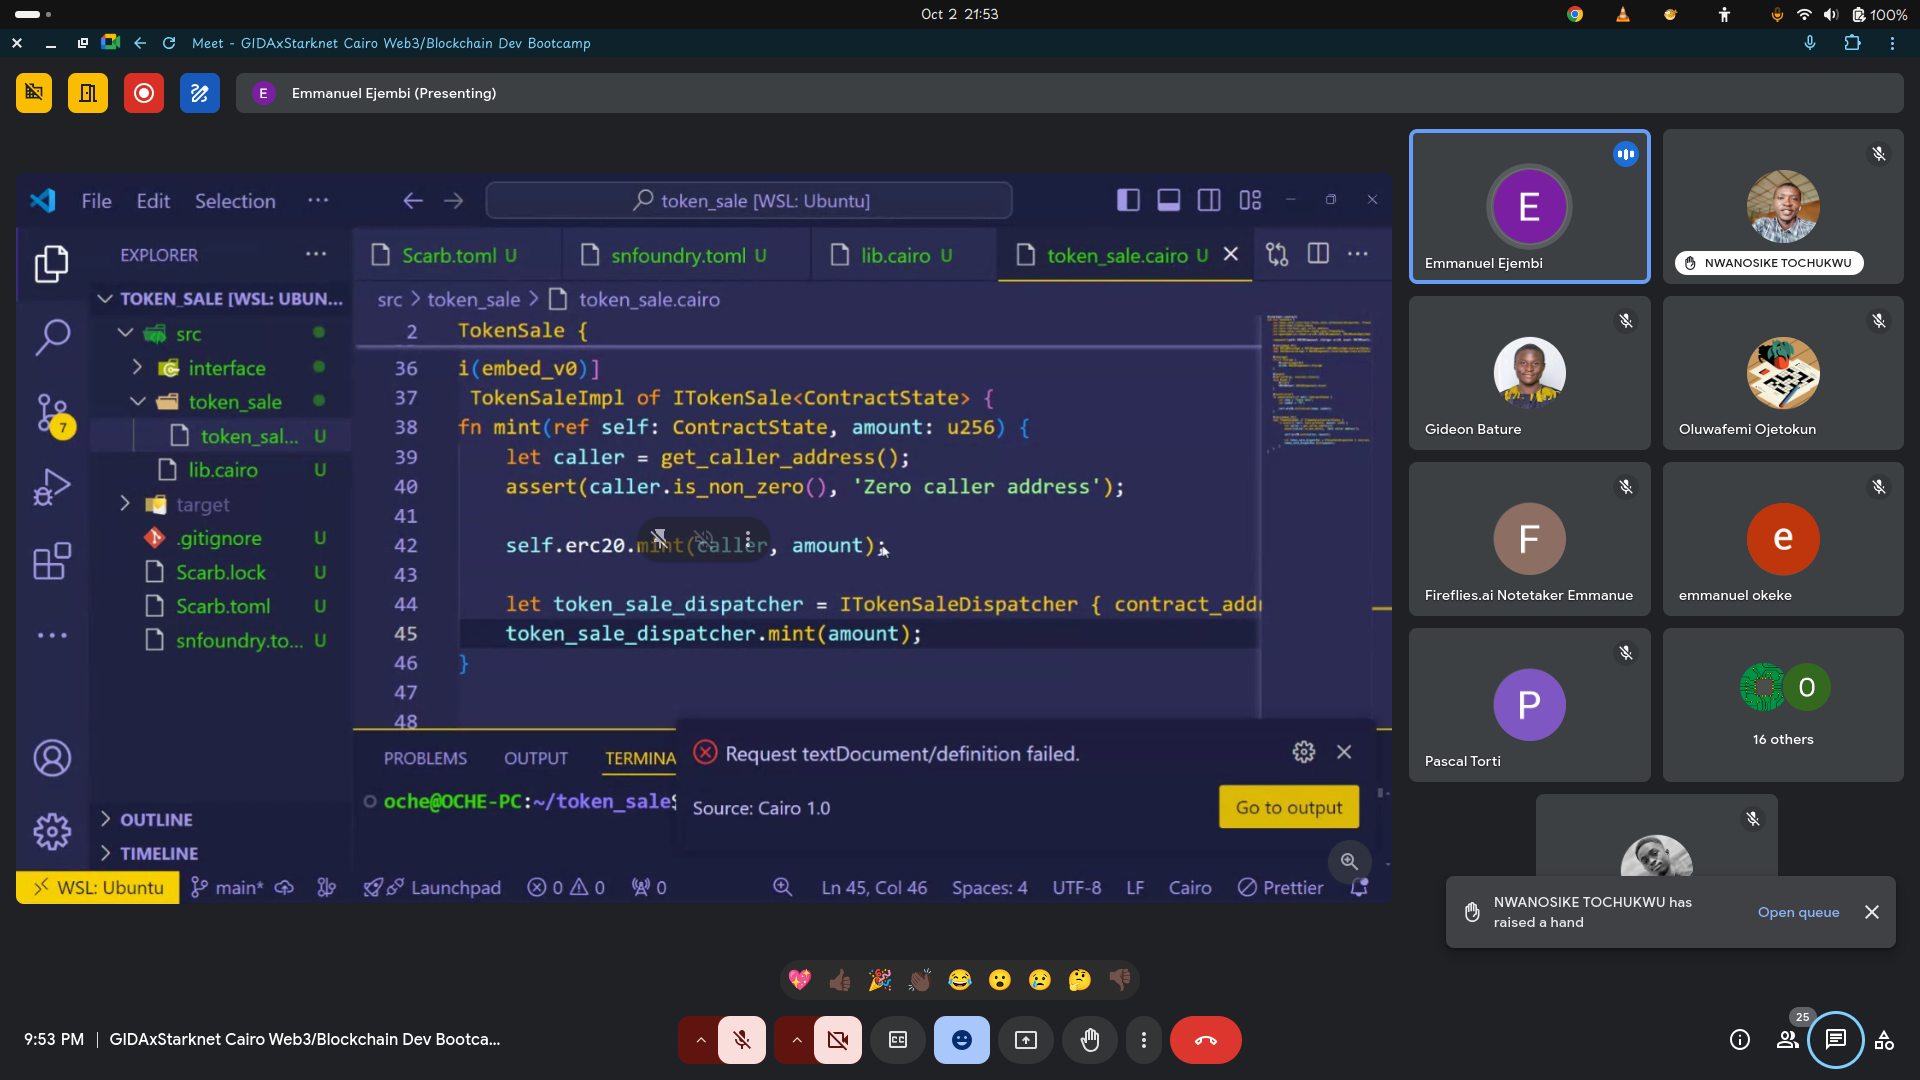 Oct 2 21:53
100%
Meet - GIDAxStarknet Cairo Web3/Blockchain Dev Bootcamp
E
Emmanuel Ejembi (Presenting)
File Edit Selection ···
token_sale [WSL: Ubuntu]
EXPLORER ···
Scarb.toml U
snfoundry.toml U
lib.cairo U
token_sale.cairo U
TOKEN_SALE [WSL: UBUN...
src
interface
token_sale
token_sal... U
lib.cairo U
target
.gitignore U
Scarb.lock U
Scarb.toml U
snfoundry.to... U
7
OUTLINE
TIMELINE
src > token_sale > token_sale.cairo
2 TokenSale {
36 i(embed_v0)]
37 TokenSaleImpl of ITokenSale<ContractState> {
38 fn mint(ref self: ContractState, amount: u256) {
39 let caller = get_caller_address();
40 assert(caller.is_non_zero(), 'Zero caller address');
41
42 self.erc20.mint(caller, amount);
43
44 let token_sale_dispatcher = ITokenSaleDispatcher { contract_addr
45 token_sale_dispatcher.mint(amount);
46 }
47
48
PROBLEMS OUTPUT TERMINA
oche@OCHE-PC:~/token_sale$
Request textDocument/definition failed.
Source: Cairo 1.0
Go to output
WSL: Ubuntu
main*
Launchpad
0 0
0
Ln 45, Col 46
Spaces: 4
UTF-8
LF
Cairo
Prettier
E
Emmanuel Ejembi
NWANOSIKE TOCHUKWU
Gideon Bature
Oluwafemi Ojetokun
F
Fireflies.ai Notetaker Emmanue
e
emmanuel okeke
P
Pascal Torti
O
16 others
NWANOSIKE TOCHUKWU has
raised a hand
Open queue
9:53 PM | GIDAxStarknet Cairo Web3/Blockchain Dev Bootca...
25